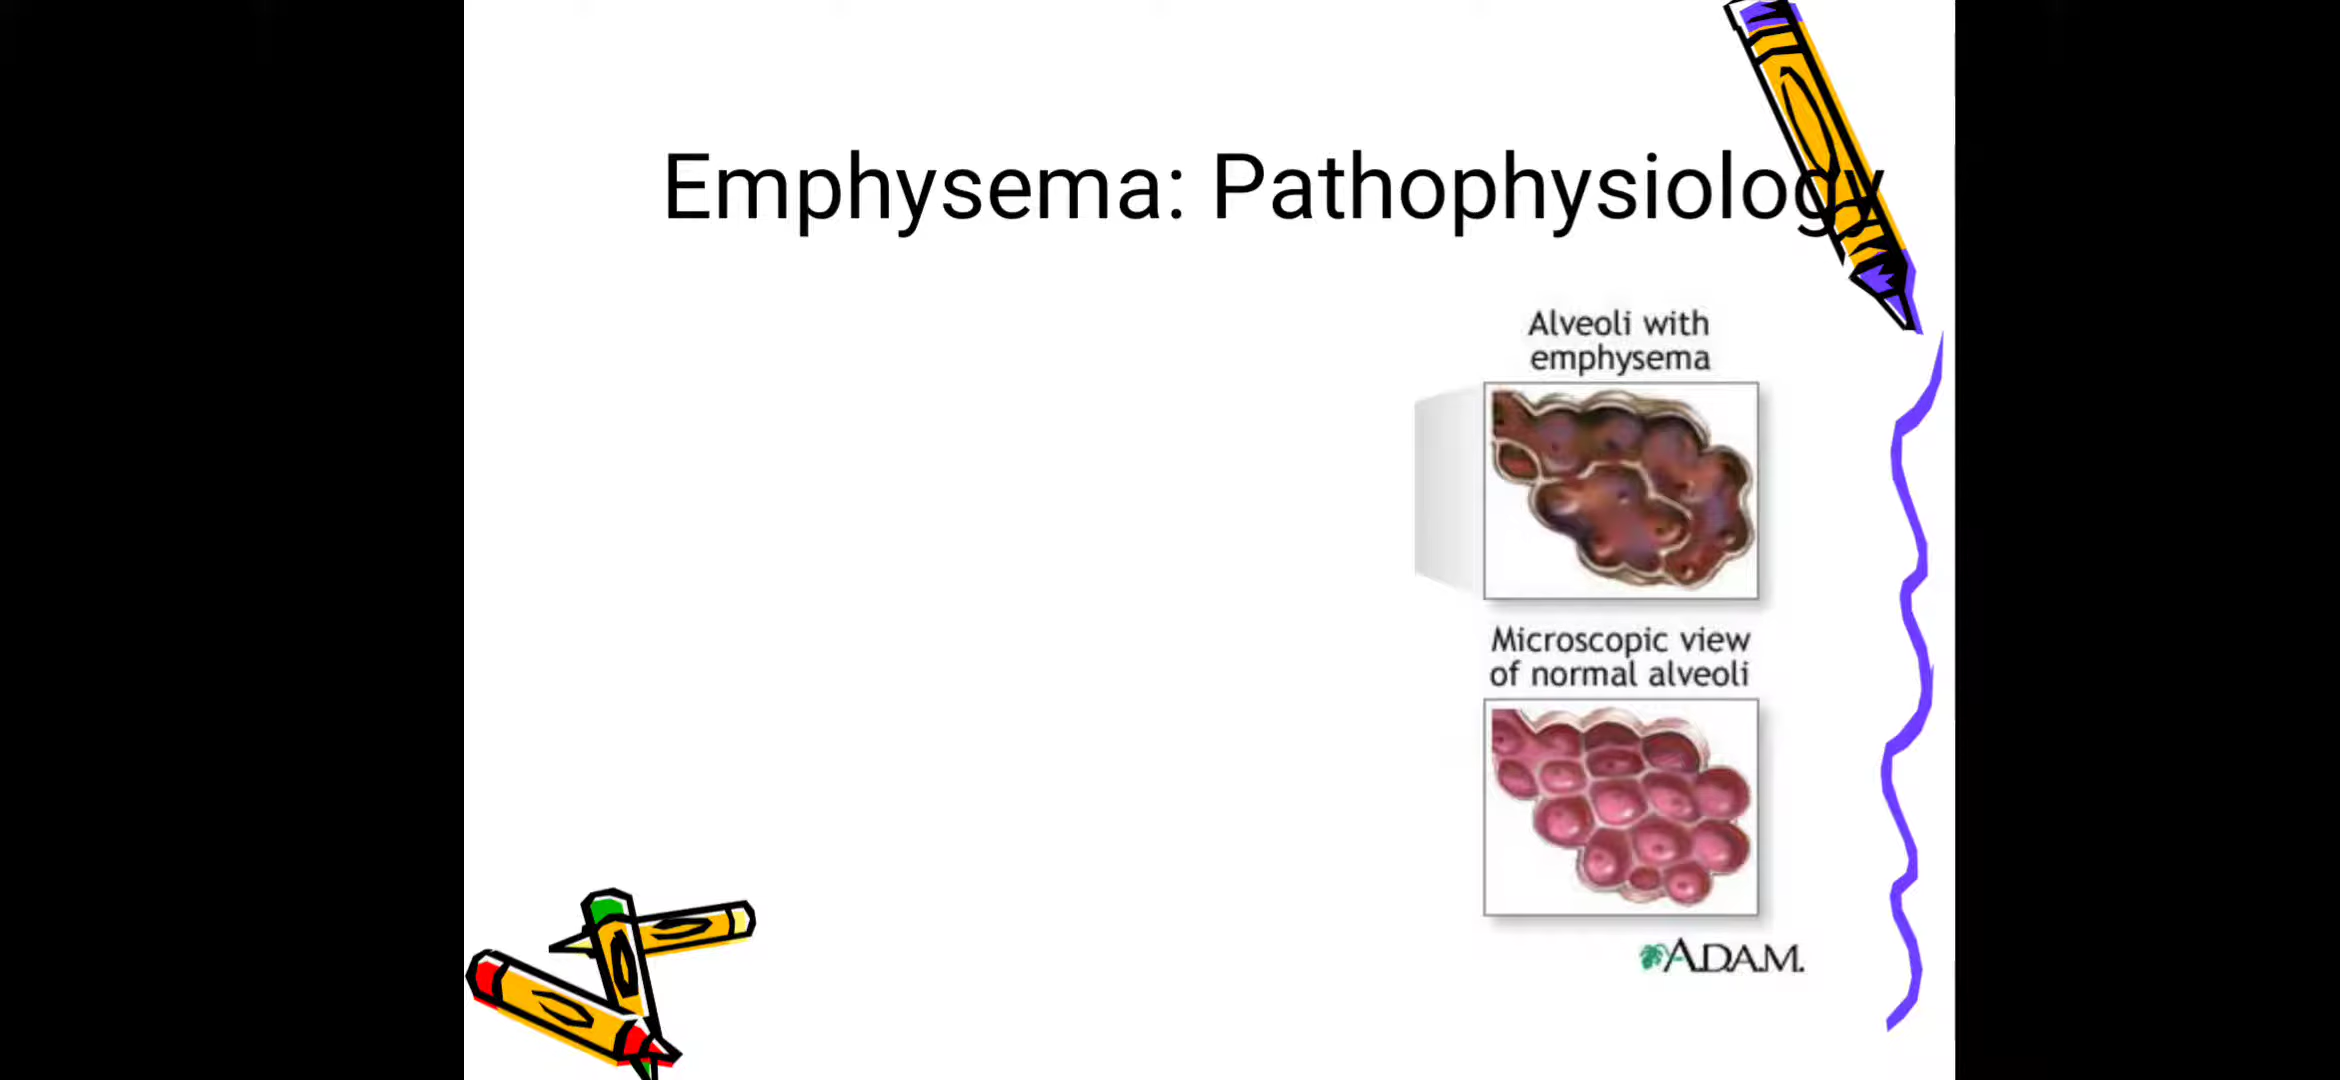 Emphysema: Pathophysiology
Alveoli with
emphysema
Microscopic view
of normal alveoli
A.D.A.M.